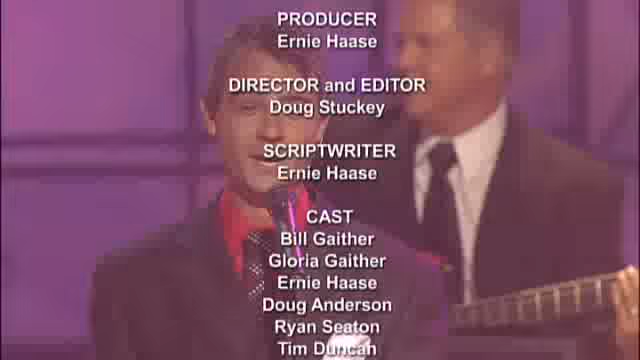 PRODUCER
Ernie Haase
DIRECTOR and EDITOR
Doug Stuckey
SCRIPTWRITER
Ernie Haase
CAST
Bill Gaither
Gloria Gaither
Ernie Haase
Doug Anderson
Ryan Seaton
Tim Duncan